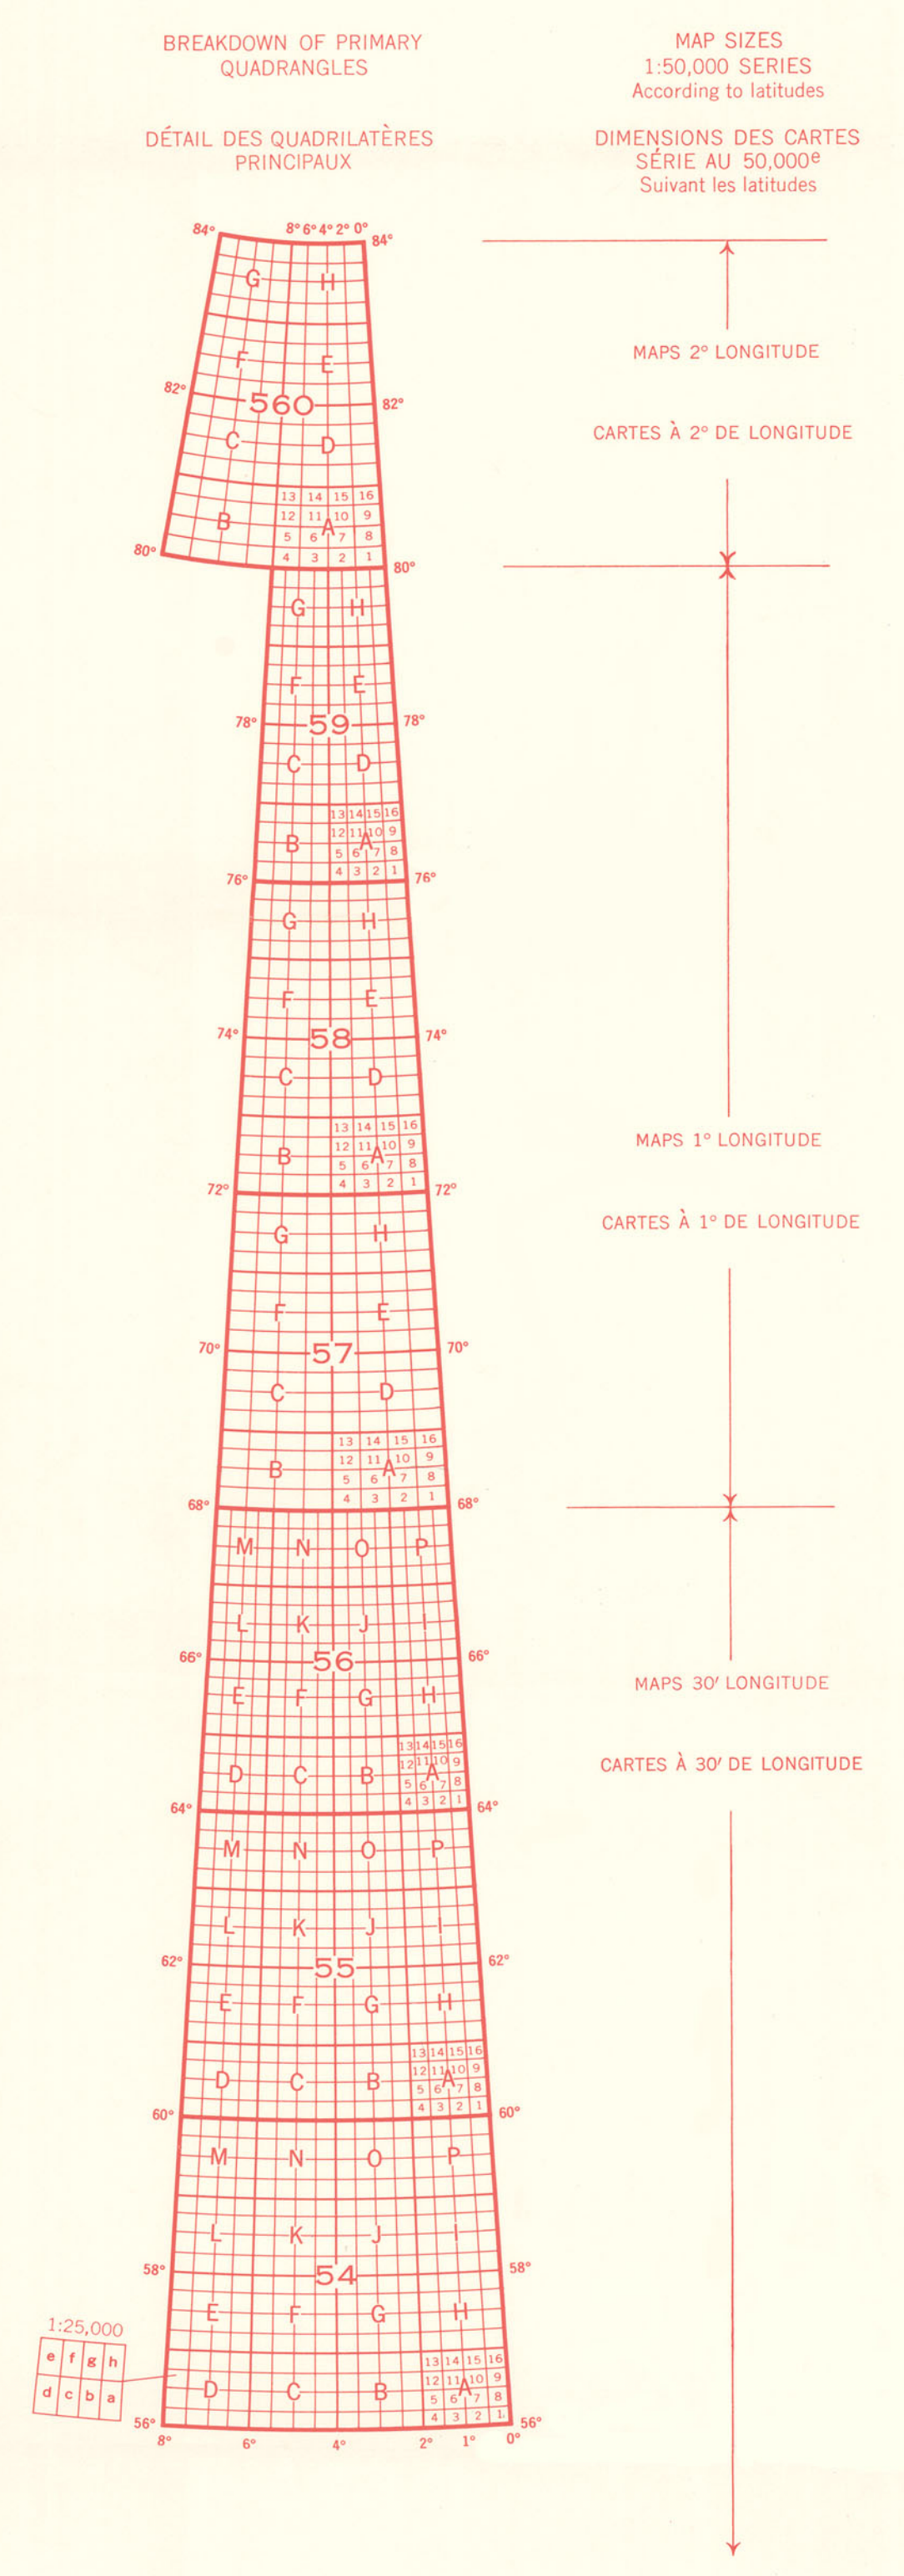 BREAKDOWN OF PRIMARY
QUADRANGLES
DÉTAIL DES QUADRILATÈRES
PRINCIPAUX
MAP SIZES
1:50,000 SERIES
According to latitudes
DIMENSIONS DES CARTES
SÉRIE AU 50,000e
Suivant les latitudes
84° 8° 6° 4° 2° 0° 84°
G H
MAPS 2° LONGITUDE
F E
82° 560 82°
CARTES À 2° DE LONGITUDE
C D
13 14 15 16
12 11 10 9
B A
5 6 7 8
4 3 2 1
80° 80°
G H
F E
78° 59 78°
C D
13 14 15 16
12 11 10 9
B A
5 6 7 8
4 3 2 1
76° 76°
G H
F E
74° 58 74°
C D
13 14 15 16
MAPS 1° LONGITUDE
12 11 10 9
B A
5 6 7 8
4 3 2 1
72° 72°
CARTES À 1° DE LONGITUDE
G H
F E
70° 57 70°
C D
13 14 15 16
12 11 10 9
B A
5 6 7 8
4 3 2 1
68° 68°
M N O P
L K J I
66° 56 66°
MAPS 30′ LONGITUDE
E F G H
13 14 15 16
12 11 10 9
CARTES À 30′ DE LONGITUDE
D C B A
5 6 7 8
4 3 2 1
64° 64°
M N O P
L K J I
62° 55 62°
E F G H
13 14 15 16
12 11 10 9
D C B A
5 6 7 8
4 3 2 1
60° 60°
M N O P
L K J I
58° 54 58°
E F G H
1:25,000
e f g h
d c b a
13 14 15 16
12 11 10 9
D C B A
5 6 7 8
4 3 2 1
56° 56°
8° 6° 4° 2° 1° 0°